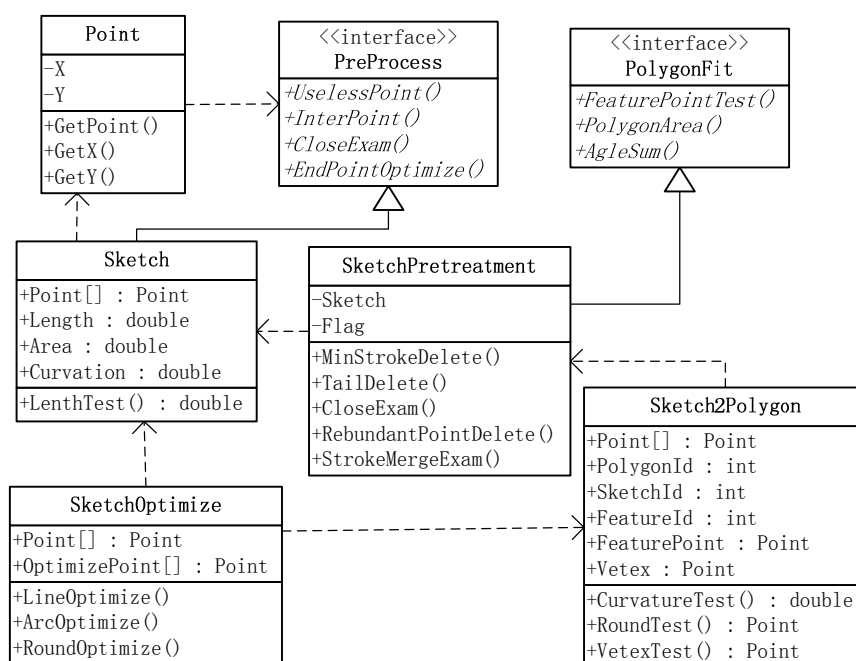 Point
-X
-Y
+GetPoint()
+GetX()
+GetY()
<<interface>>
PreProcess
+UselessPoint()
+InterPoint()
+CloseExam()
+EndPointOptimize()
<<interface>>
PolygonFit
+FeaturePointTest()
+PolygonArea()
+AgleSum()
Sketch
+Point[] : Point
+Length : double
+Area : double
+Curvation : double
+LenthTest() : double
SketchPretreatment
-Sketch
-Flag
+MinStrokeDelete()
+TailDelete()
+CloseExam()
+RebundantPointDelete()
+StrokeMergeExam()
Sketch2Polygon
+Point[] : Point
+PolygonId : int
+SketchId : int
+FeatureId : int
+FeaturePoint : Point
+Vetex : Point
+CurvatureTest() : double
+RoundTest() : Point
+VetexTest() : Point
SketchOptimize
+Point[] : Point
+OptimizePoint[] : Point
+LineOptimize()
+ArcOptimize()
+RoundOptimize()